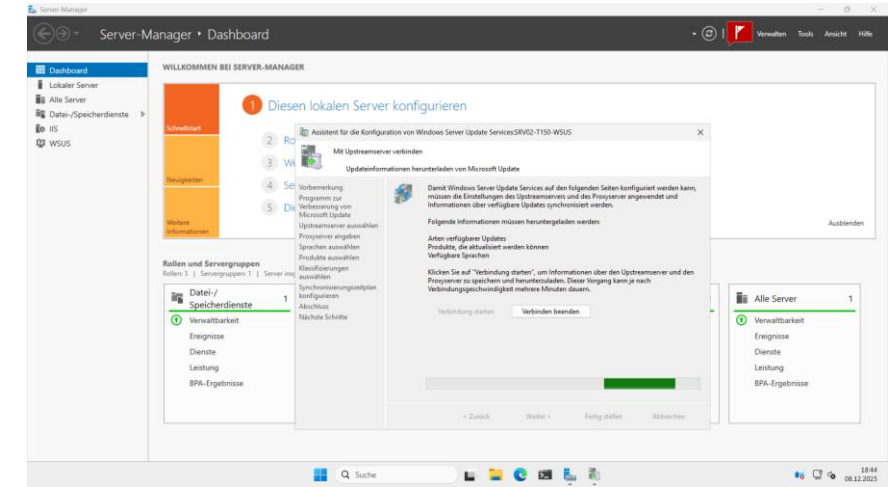 Server-Manager
Server-Manager • Dashboard
Verwalten Tools Ansicht Hilfe
Dashboard
Lokaler Server
Alle Server
Datei-/Speicherdienste
IIS
WSUS
WILLKOMMEN BEI SERVER-MANAGER
Schnellstart
Neuigkeiten
Weitere
Informationen
1 Diesen lokalen Server konfigurieren
2 Ro
3 We
4 Se
5 Di
Ausblenden
Assistent für die Konfiguration von Windows Server Update Services:SRV02-T150-WSUS
Mit Upstreamserver verbinden
Updateinformationen herunterladen von Microsoft Update
Vorbemerkung
Programm zur
Verbesserung von
Microsoft Update
Upstreamserver auswählen
Proxyserver angeben
Sprachen auswählen
Produkte auswählen
Klassifizierungen
auswählen
Synchronisierungszeitplan
konfigurieren
Abschluss
Nächste Schritte
Damit Windows Server Update Services auf den folgenden Seiten konfiguriert werden kann,
müssen die Einstellungen des Upstreamservers und des Proxyserver angewendet und
Informationen über verfügbare Updates synchronisiert werden.
Folgende Informationen müssen heruntergeladen werden:
Arten verfügbarer Updates
Produkte, die aktualisiert werden können
Verfügbare Sprachen
Klicken Sie auf "Verbindung starten", um Informationen über den Upstreamserver und den
Proxyserver zu speichern und herunterzuladen. Dieser Vorgang kann je nach
Verbindungsgeschwindigkeit mehrere Minuten dauern.
Verbindung starten Verbinden beenden
< Zurück Weiter > Fertig stellen Abbrechen
Rollen und Servergruppen
Rollen: 3 | Servergruppen: 1 | Server ins
Datei-/
Speicherdienste 1
Verwaltbarkeit
Ereignisse
Dienste
Leistung
BPA-Ergebnisse
Alle Server 1
Verwaltbarkeit
Ereignisse
Dienste
Leistung
BPA-Ergebnisse
Suche
18:44
08.12.2025